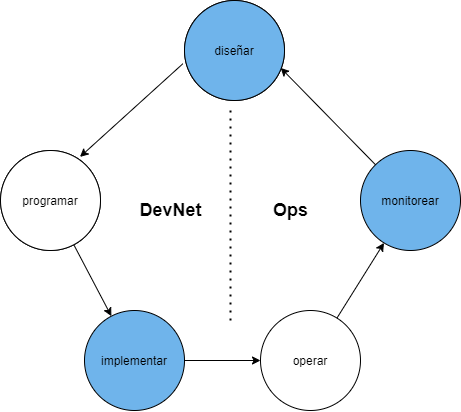 diseñar
programar
DevNet
Ops
monitorear
implementar
operar